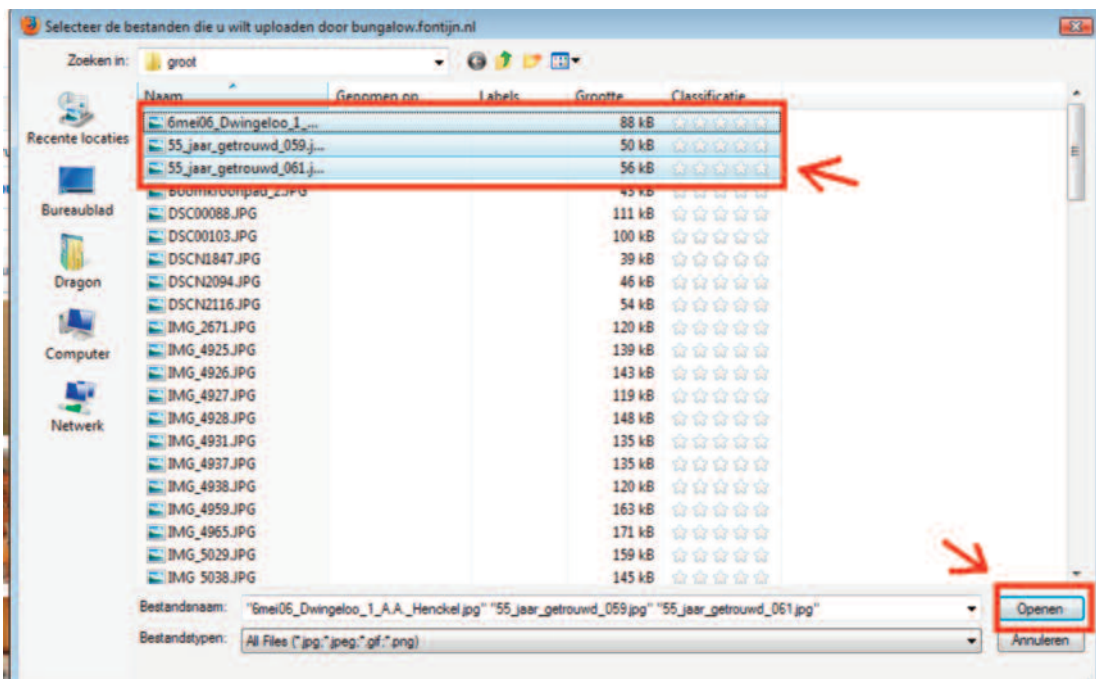 Selecteer de bestanden die u wilt uploaden door bungalow.fontijn.nl
Zoeken in: groot
Naam Genomen op Labels Grootte Classificatie
6mei06_Dwingeloo_1_... 88 kB
55_jaar_getrouwd_059.j... 50 kB
55_jaar_getrouwd_061.j... 56 kB
Boomkroonpad_2.JPG 43 kB
DSC00088.JPG 111 kB
DSC00103.JPG 100 kB
DSCN1847.JPG 39 kB
DSCN2094.JPG 46 kB
DSCN2116.JPG 54 kB
IMG_2671.JPG 120 kB
IMG_4925.JPG 139 kB
IMG_4926.JPG 143 kB
IMG_4927.JPG 119 kB
IMG_4928.JPG 148 kB
IMG_4931.JPG 135 kB
IMG_4937.JPG 135 kB
IMG_4938.JPG 120 kB
IMG_4959.JPG 163 kB
IMG_4965.JPG 171 kB
IMG_5029.JPG 159 kB
IMG_5038.JPG 145 kB
Recente locaties
Bureaublad
Dragon
Computer
Netwerk
Bestandsnaam: "6mei06_Dwingeloo_1_A.A._Henckel.jpg" "55_jaar_getrouwd_059.jpg" "55_jaar_getrouwd_061.jpg"
Openen
Bestandstypen: All Files (*.jpg;*.jpeg;*.gif;*.png)
Annuleren